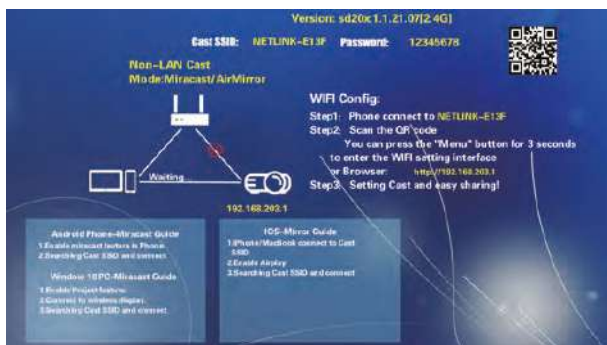 Version: sd20x.1.1.21.07[2.4G]
Cast SSID: NETLINK-E13F Password: 12345678
Non-LAN Cast
Mode:Miracast/AirMirror
Waiting...
192.168.203.1
WIFI Config:
Step1: Phone connect to NETLINK-E13F
Step2: Scan the QR code
You can press the "Menu" button for 3 seconds
to enter the WIFI setting interface
or Browser: http://192.168.203.1
Step3: Setting Cast and easy sharing!
Android Phone-Miracast Guide
1.Enable miracast feature in Phone.
2.Searching Cast SSID and connect
Window 10 PC-Miracast Guide
1.Enable Project feature.
2.Connect to wireless display.
3.Searching Cast SSID and connect.
IOS-Mirror Guide
1.iPhone/MacBook connect to Cast
SSID
2.Enable Airplay
3.Searching Cast SSID and connect